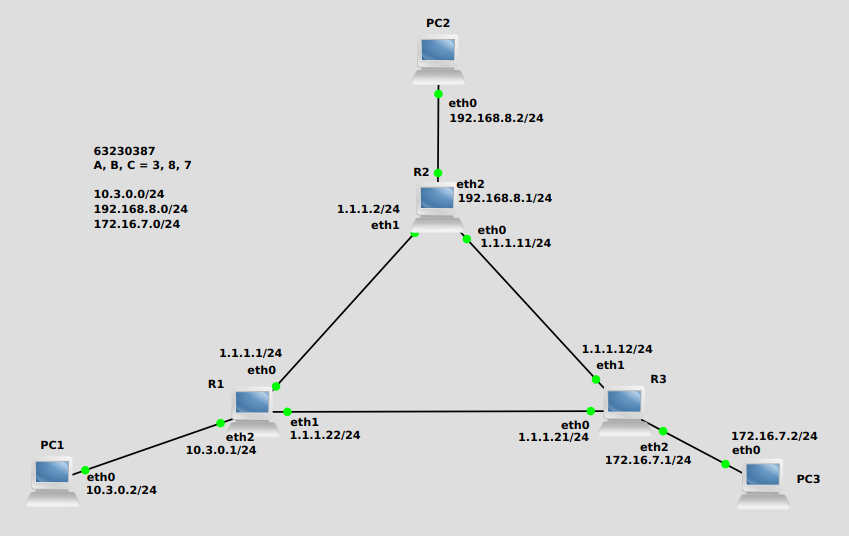 PC2
eth0
192.168.8.2/24
63230387
A, B, C = 3, 8, 7
10.3.0.0/24
192.168.8.0/24
172.16.7.0/24
R2
eth2
192.168.8.1/24
1.1.1.2/24
eth1
eth0
1.1.1.11/24
1.1.1.1/24
eth0
1.1.1.12/24
eth1
R1
R3
eth1
1.1.1.22/24
eth0
1.1.1.21/24
eth2
10.3.0.1/24
eth2
172.16.7.1/24
172.16.7.2/24
eth0
PC1
eth0
10.3.0.2/24
PC3